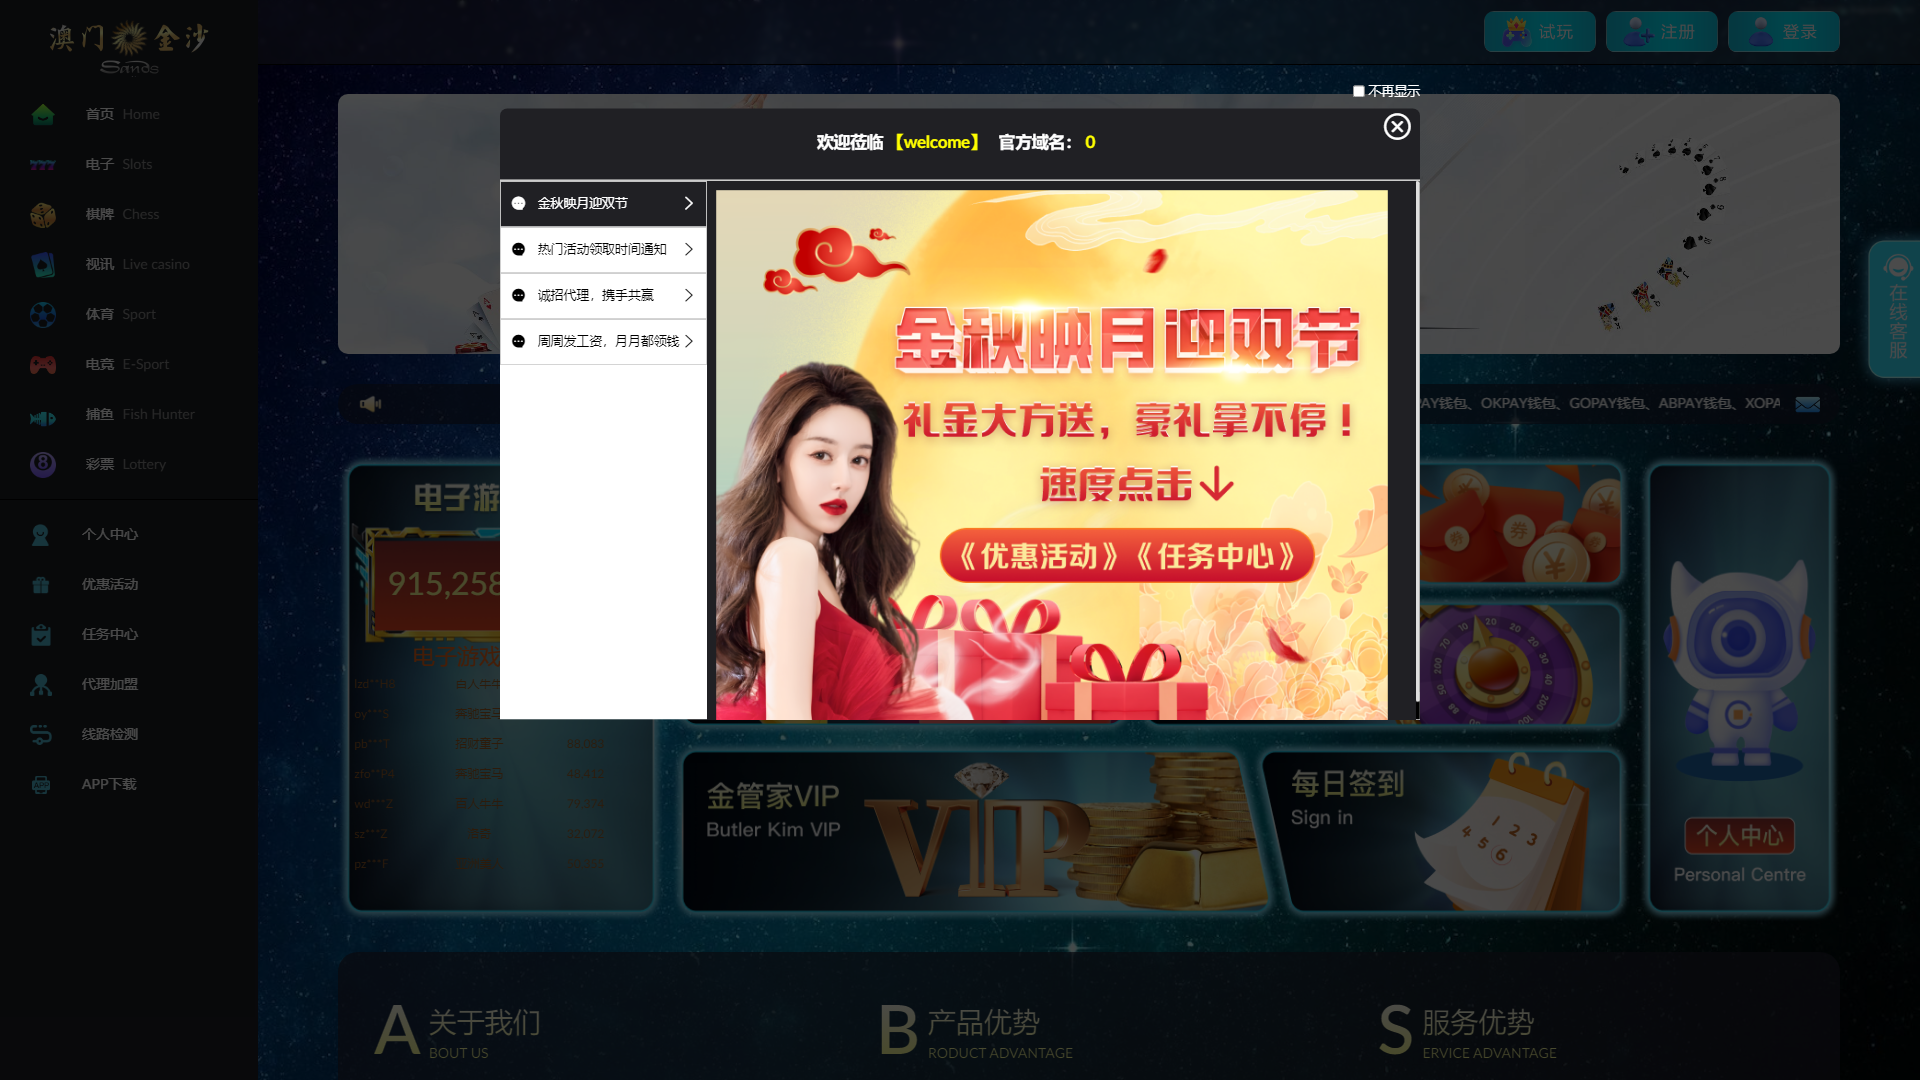 澳门金沙
Sands
首页 Home
电子 Slots
棋牌 Chess
视讯 Live casino
体育 Sport
电竞 E-Sport
捕鱼 Fish Hunter
彩票 Lottery
个人中心
优惠活动
任务中心
代理加盟
线路检测
APP下载
试玩
注册
登录
不再显示
欢迎莅临【welcome】 官方域名： 0
金秋映月迎双节
热门活动领取时间通知
诚招代理，携手共赢
周周发工资，月月都领钱
金秋映月迎双节
礼金大方送，豪礼拿不停！
速度点击↓
《优惠活动》《任务中心》
在线客服
PAY钱包、OKPAY钱包、GOPAY钱包、ABPAY钱包、XOPA
电子游
915,258
电子游戏
金管家VIP
Butler Kim VIP
VIP
每日签到
Sign in
1 2 3
4 5 6
个人中心
Personal Centre
A 关于我们
BOUT US
B 产品优势
RODUCT ADVANTAGE
S 服务优势
ERVICE ADVANTAGE